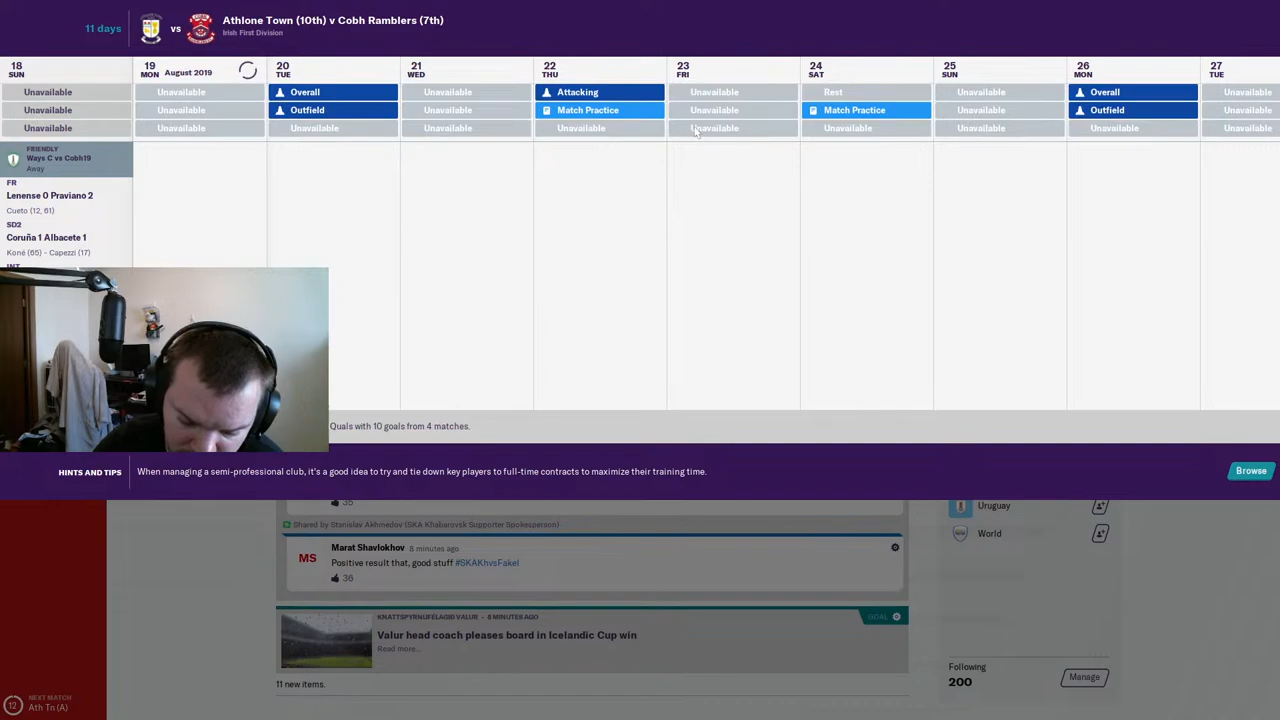 11 days
vs
Athlone Town (10th) v Cobh Ramblers (7th)
Irish First Division
18
SUN
19
MON
August 2019
20
TUE
21
WED
22
THU
23
FRI
24
SAT
25
SUN
26
MON
27
TUE
Unavailable
Unavailable
Overall
Unavailable
Attacking
Unavailable
Rest
Unavailable
Overall
Unavailable
Unavailable
Unavailable
Outfield
Unavailable
Match Practice
Unavailable
Match Practice
Unavailable
Outfield
Unavailable
Unavailable
Unavailable
Unavailable
Unavailable
Unavailable
Unavailable
Unavailable
Unavailable
Unavailable
Unavailable
FRIENDLY
Ways C vs Cobh19
Away
FR
Lenense 0 Praviano 2
Cueto (12, 61)
SD2
Coruña 1 Albacete 1
Koné (65) - Capezzi (17)
Quals with 10 goals from 4 matches.
HINTS AND TIPS
When managing a semi-professional club, it's a good idea to try and tie down key players to full-time contracts to maximize their training time.
Browse
35
Uruguay
Shared by Stanislav Akhmedov (SKA Khabarovsk Supporter Spokesperson)
World
MS
Marat Shavlokhov
8 minutes ago
Positive result that, good stuff #SKAKhvsFakel
36
KNATTSPYRNUFÉLAGID VALUR - 8 MINUTES AGO
GOAL
Valur head coach pleases board in Icelandic Cup win
Read more...
11 new items.
Following
200
Manage
12
NEXT MATCH
Ath Tn (A)